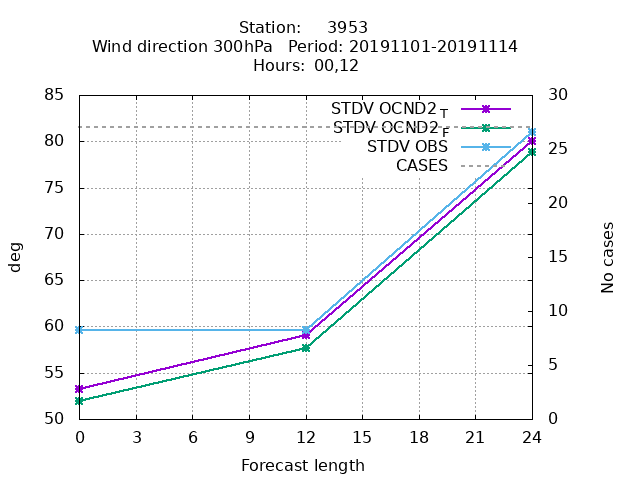 Station: 3953
Wind direction 300hPa Period: 20191101-20191114
Hours: 00,12
85
80
75
70
65
60
55
50
30
25
20
15
10
5
0
STDV OCND2 T
STDV OCND2 F
STDV OBS
CASES
deg
No cases
0 3 6 9 12 15 18 21 24
Forecast length